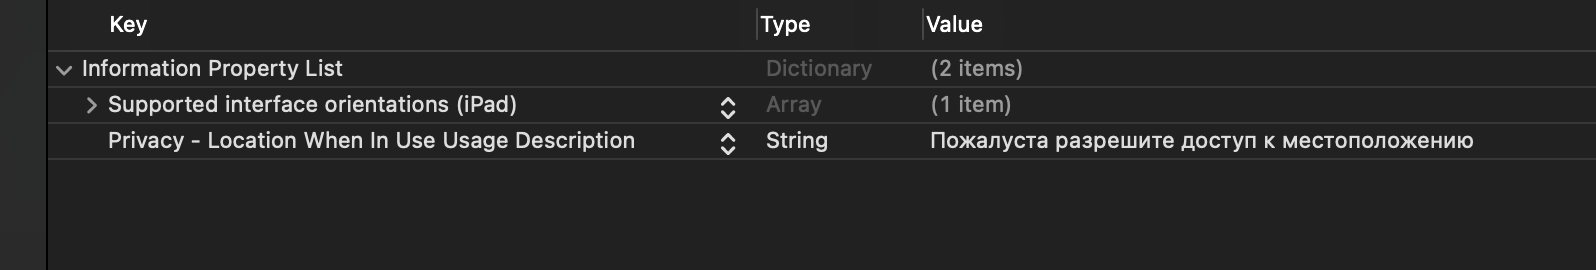 Key Type Value
Information Property List Dictionary (2 items)
Supported interface orientations (iPad) Array (1 item)
Privacy - Location When In Use Usage Description String Пожалуста разрешите доступ к местоположению